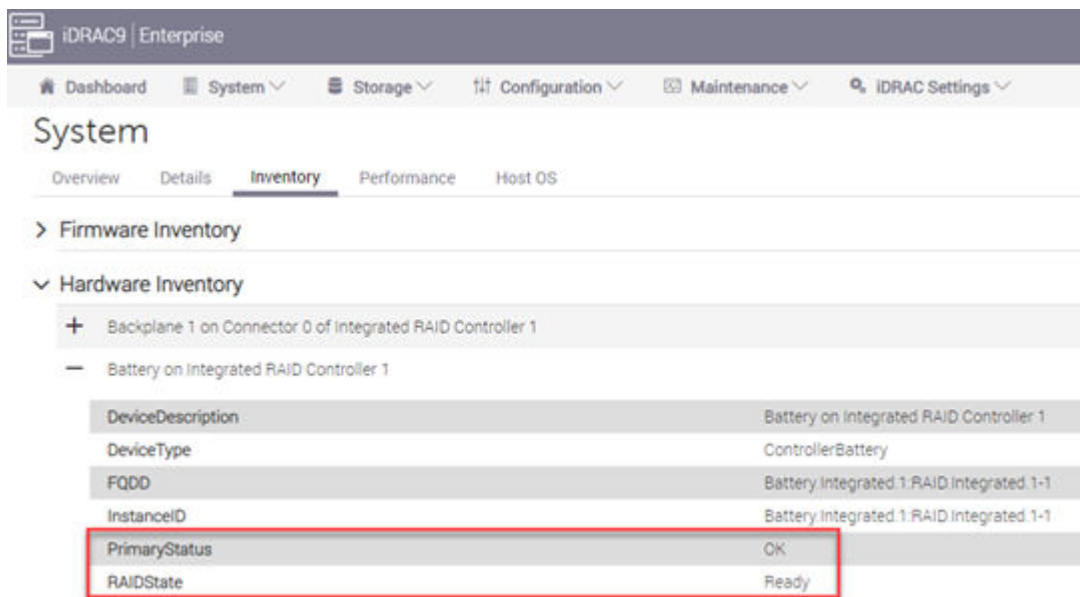 iDRAC9 | Enterprise
Dashboard System Storage Configuration Maintenance iDRAC Settings
System
Overview Details Inventory Performance Host OS
Firmware Inventory
Hardware Inventory
Backplane 1 on Connector 0 of Integrated RAID Controller 1
Battery on Integrated RAID Controller 1
DeviceDescription Battery on Integrated RAID Controller 1
DeviceType ControllerBattery
FQDD Battery.Integrated.1:RAID.Integrated.1-1
InstanceID Battery.Integrated.1:RAID.Integrated.1-1
PrimaryStatus OK
RAIDState Ready